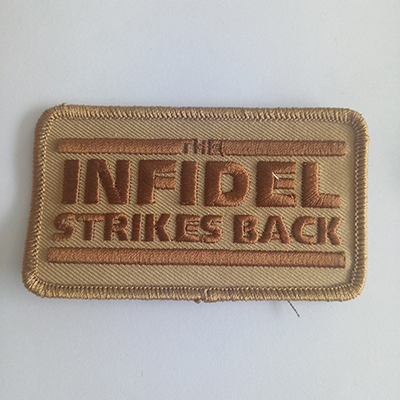 THE
INFIDEL
STRIKES BACK